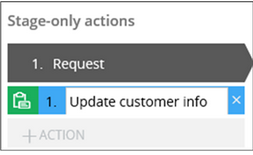 Stage-only actions
1. Request
1. Update customer info ×
+ ACTION